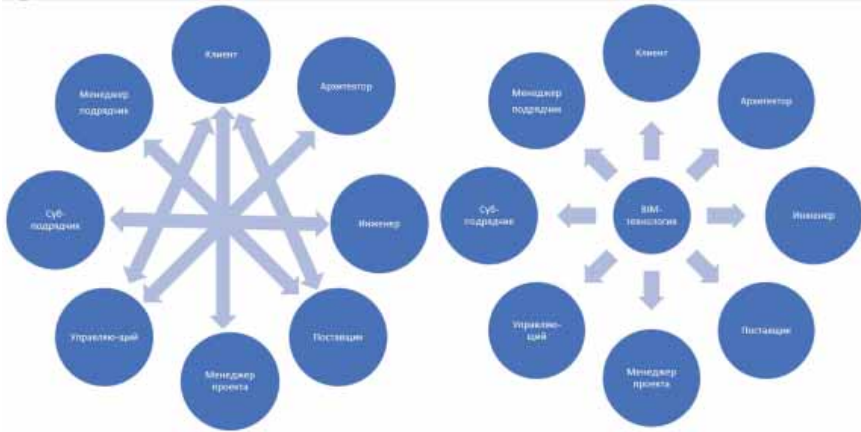 Клиент
Архитектор
Инженер
Поставщик
Менеджер
проекта
Управляю-щий
Суб-
подрядчик
Менеджер
подрядчик
Клиент
Архитектор
Инженер
Поставщик
Менеджер
проекта
Управляю-
щий
Суб-
подрядчик
Менеджер
подрядчик
BIM-
технология